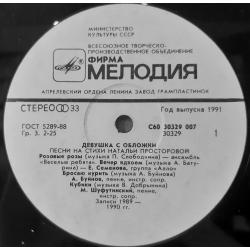 МИНИСТЕРСТВО
КУЛЬТУРЫ СССР
ВСЕСОЮЗНОЕ ТВОРЧЕСКО-
ПРОИЗВОДСТВЕННОЕ ОБЪЕДИНЕНИЕ
ФИРМА
МЕЛОДИЯ
АПРЕЛЕВСКИЙ ОРДЕНА ЛЕНИНА ЗАВОД ГРАМПЛАСТИНОК
СТЕРЕО 33
Год выпуска 1991
ГОСТ 5289-88
Гр. 3. 2-25
С60 30329 007
30329 1
ДЕВУШКА С ОБЛОЖКИ
ПЕСНИ НА СТИХИ НАТАЛЬИ ПРОСТОРОВОЙ
Розовые розы (музыка П. Слободкина) — ансамбль
«Веселые ребята». Вечер вдвоем (музыка А.
— Е. Семенова, группа «Алло»
Бросаю курить (музыка А. Буйнова)
А. Буйнов, пение, инстр. сопр.
Кубики (музыка В. Добрынина)
М. Шуфутинский, пение, инстр. сопр.
Записи 1989 —
1990 гг.